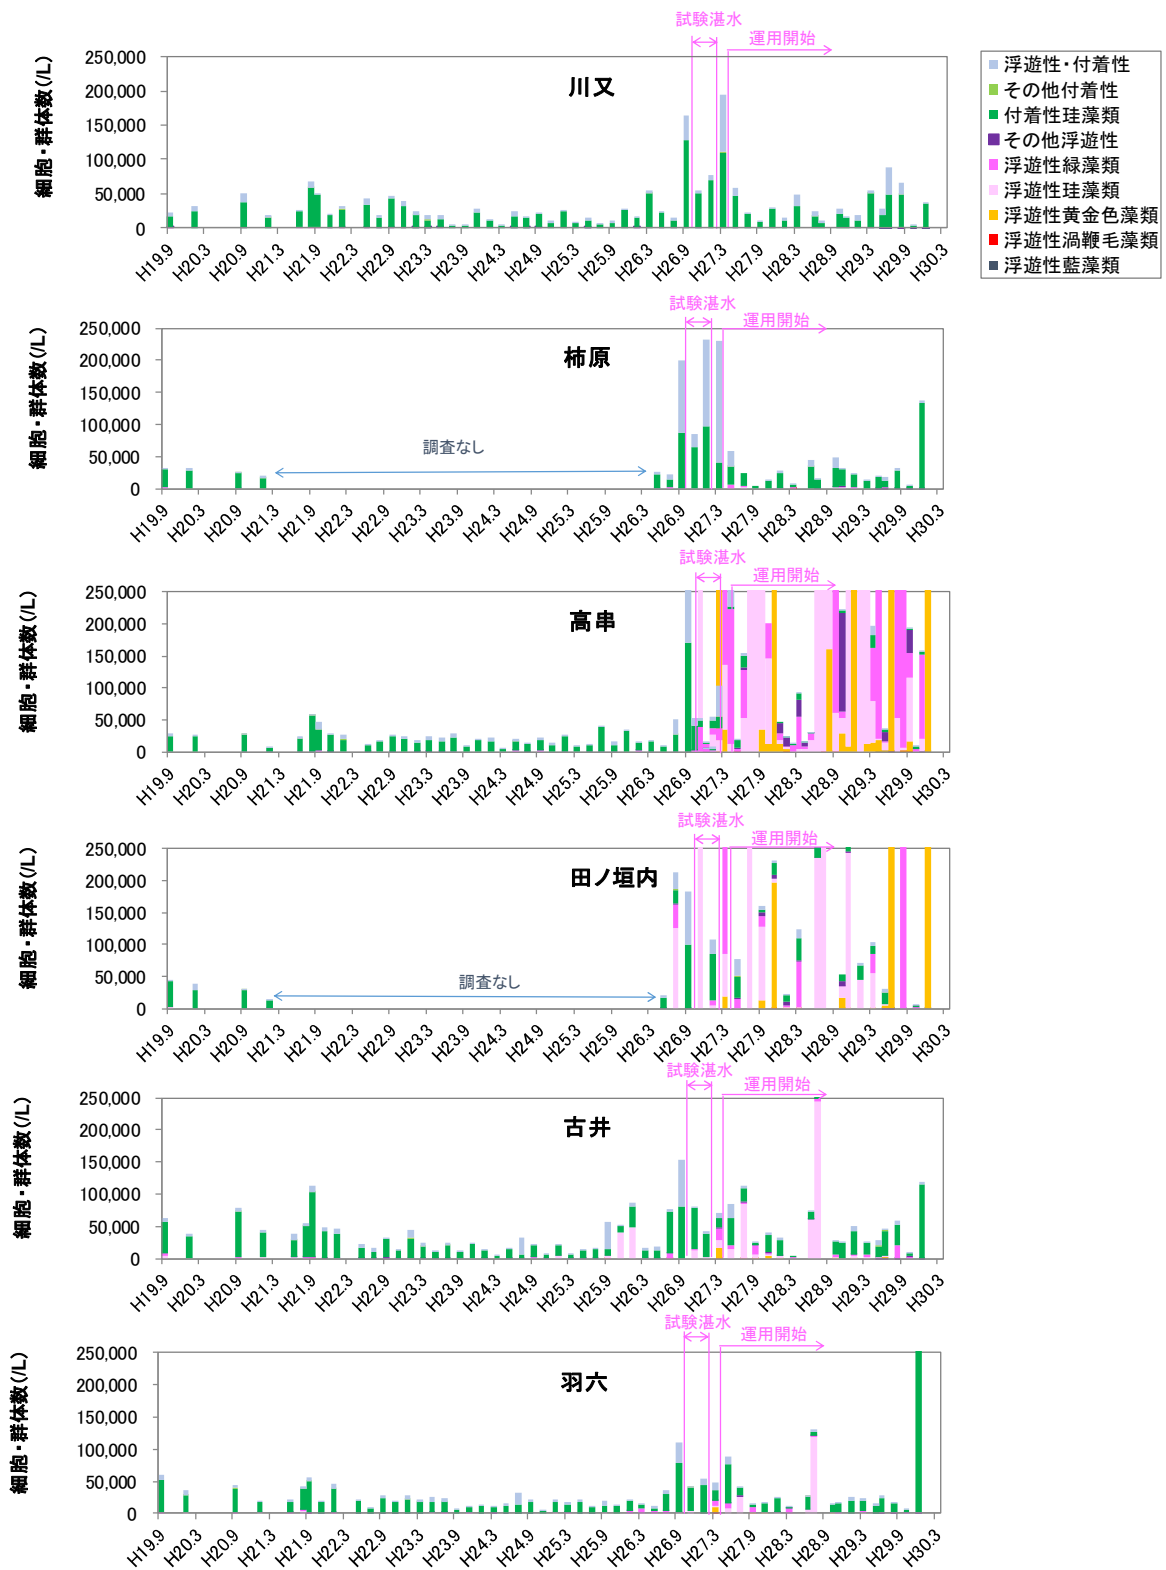 試験湛水
運用開始
細胞・群体数(/L)
250,000
200,000
150,000
100,000
50,000
0
川又
H19.9 H20.3 H20.9 H21.3 H21.9 H22.3 H22.9 H23.3 H23.9 H24.3 H24.9 H25.3 H25.9 H26.3 H26.9 H27.3 H27.9 H28.3 H28.9 H29.3 H29.9 H30.3
浮遊性・付着性
その他付着性
付着性珪藻類
その他浮遊性
浮遊性緑藻類
浮遊性珪藻類
浮遊性黄金色藻類
浮遊性渦鞭毛藻類
浮遊性藍藻類
試験湛水
運用開始
細胞・群体数(/L)
250,000
200,000
150,000
100,000
50,000
0
柿原
調査なし
H19.9 H20.3 H20.9 H21.3 H21.9 H22.3 H22.9 H23.3 H23.9 H24.3 H24.9 H25.3 H25.9 H26.3 H26.9 H27.3 H27.9 H28.3 H28.9 H29.3 H29.9 H30.3
試験湛水
運用開始
細胞・群体数(/L)
250,000
200,000
150,000
100,000
50,000
0
高串
H19.9 H20.3 H20.9 H21.3 H21.9 H22.3 H22.9 H23.3 H23.9 H24.3 H24.9 H25.3 H25.9 H26.3 H26.9 H27.3 H27.9 H28.3 H28.9 H29.3 H29.9 H30.3
試験湛水
運用開始
細胞・群体数(/L)
250,000
200,000
150,000
100,000
50,000
0
田ノ垣内
調査なし
H19.9 H20.3 H20.9 H21.3 H21.9 H22.3 H22.9 H23.3 H23.9 H24.3 H24.9 H25.3 H25.9 H26.3 H26.9 H27.3 H27.9 H28.3 H28.9 H29.3 H29.9 H30.3
試験湛水
運用開始
細胞・群体数(/L)
250,000
200,000
150,000
100,000
50,000
0
古井
H19.9 H20.3 H20.9 H21.3 H21.9 H22.3 H22.9 H23.3 H23.9 H24.3 H24.9 H25.3 H25.9 H26.3 H26.9 H27.3 H27.9 H28.3 H28.9 H29.3 H29.9 H30.3
試験湛水
運用開始
細胞・群体数(/L)
250,000
200,000
150,000
100,000
50,000
0
羽六
H19.9 H20.3 H20.9 H21.3 H21.9 H22.3 H22.9 H23.3 H23.9 H24.3 H24.9 H25.3 H25.9 H26.3 H26.9 H27.3 H27.9 H28.3 H28.9 H29.3 H29.9 H30.3